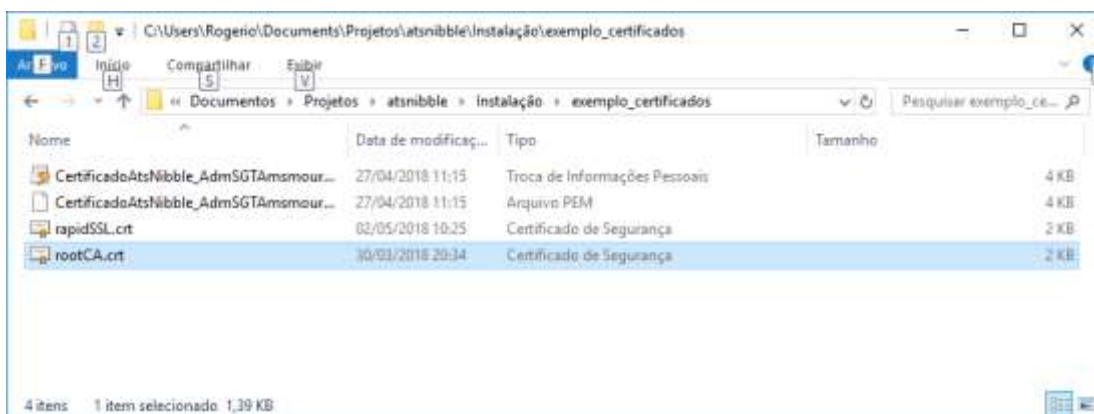 1 2 C:\Users\Rogerio\Documents\Projetos\atsnibble\Instalação\exemplo_certificados
Arquivo Início Compartilhar Exibir
F H S V
« Documentos › Projetos › atsnibble › Instalação › exemplo_certificados Pesquisar exemplo_ce...
Nome Data de modificaç... Tipo Tamanho
CertificadoAtsNibble_AdmSGTAmsmour... 27/04/2018 11:15 Troca de Informações Pessoais 4 KB
CertificadoAtsNibble_AdmSGTAmsmour... 27/04/2018 11:15 Arquivo PEM 4 KB
rapidSSL.crt 02/05/2018 10:25 Certificado de Segurança 2 KB
rootCA.crt 30/03/2018 20:34 Certificado de Segurança 2 KB
4 itens 1 item selecionado 1,39 KB